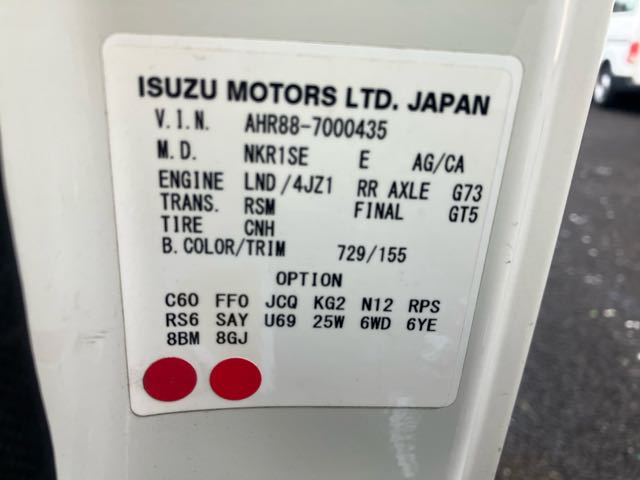 ISUZU MOTORS LTD. JAPAN
V.I.N. AHR88-7000435
M.D. NKR1SE E AG/CA
ENGINE LND/4JZ1 RR AXLE G73
TRANS. RSM FINAL GT5
TIRE CNH
B.COLOR/TRIM 729/155
OPTION
C60 FF0 JCQ KG2 N12 RPS
RS6 SAY U69 25W 6WD 6YE
8BM 8GJ